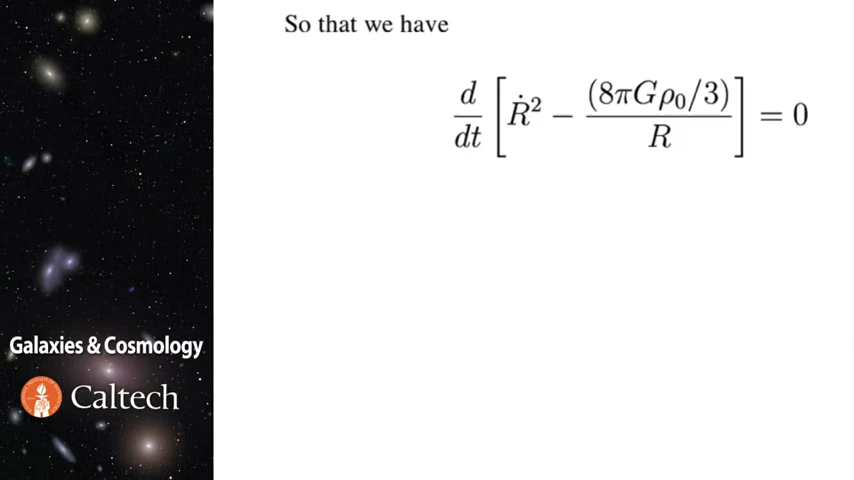 So that we have
d/dt [Ṙ² − (8πGρ₀/3)/R] = 0
Galaxies & Cosmology
Caltech